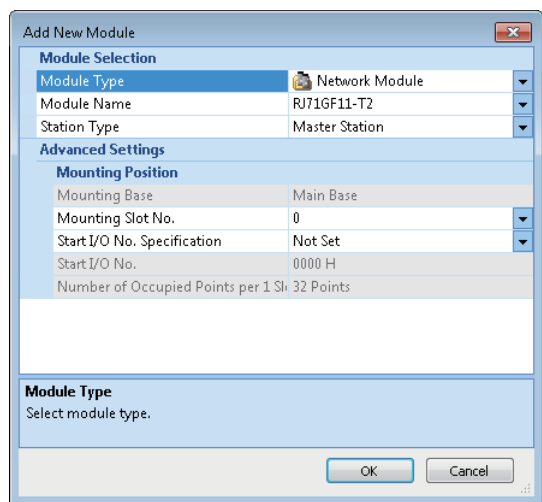 Add New Module
Module Selection
Module Type Network Module
Module Name RJ71GF11-T2
Station Type Master Station
Advanced Settings
Mounting Position
Mounting Base Main Base
Mounting Slot No. 0
Start I/O No. Specification Not Set
Start I/O No. 0000 H
Number of Occupied Points per 1 Sl 32 Points
Module Type
Select module type.
OK Cancel